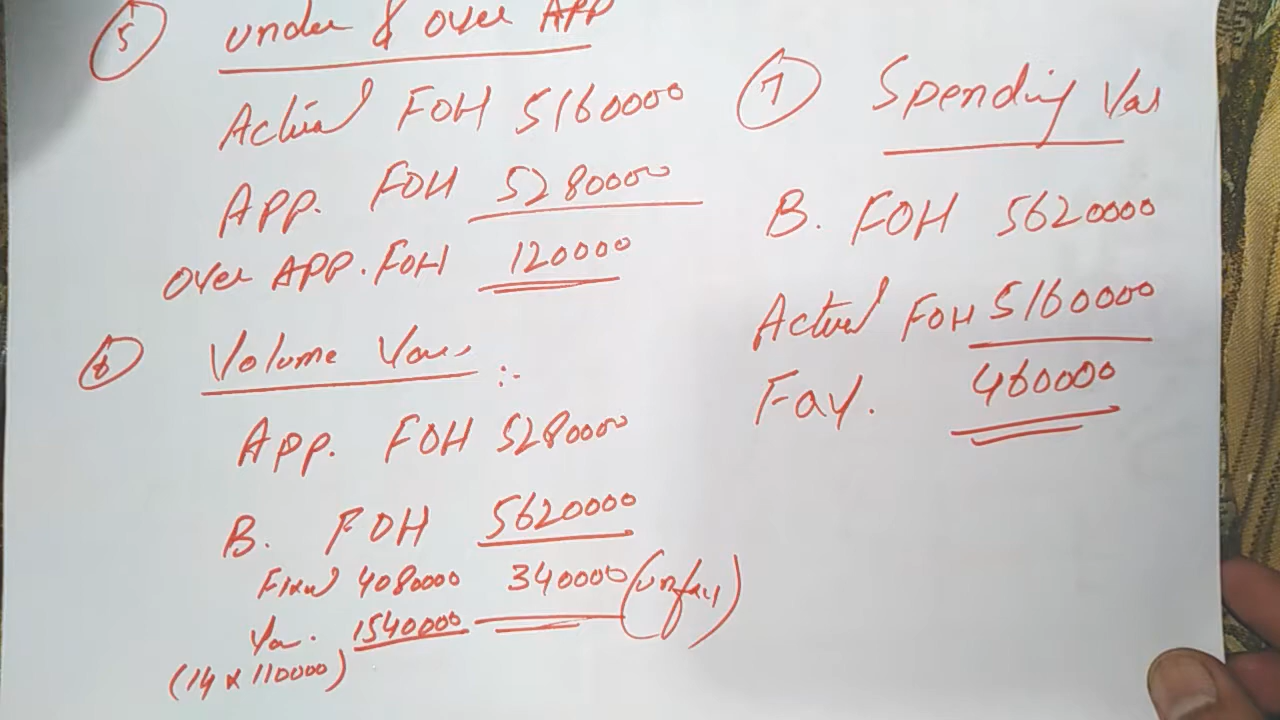 5 under & over APP
Actual FOH 5160000
APP. FOH 5280000
over APP. FOH 120000
6 Volume Var. :-
App. FOH 5280000
B. FOH 5620000
Fixed 4080000 340000 (unfav)
Va. 1540000
(14 x 110000)
7 Spending Var
B. FOH 5620000
Actual FOH 5160000
Fav. 460000